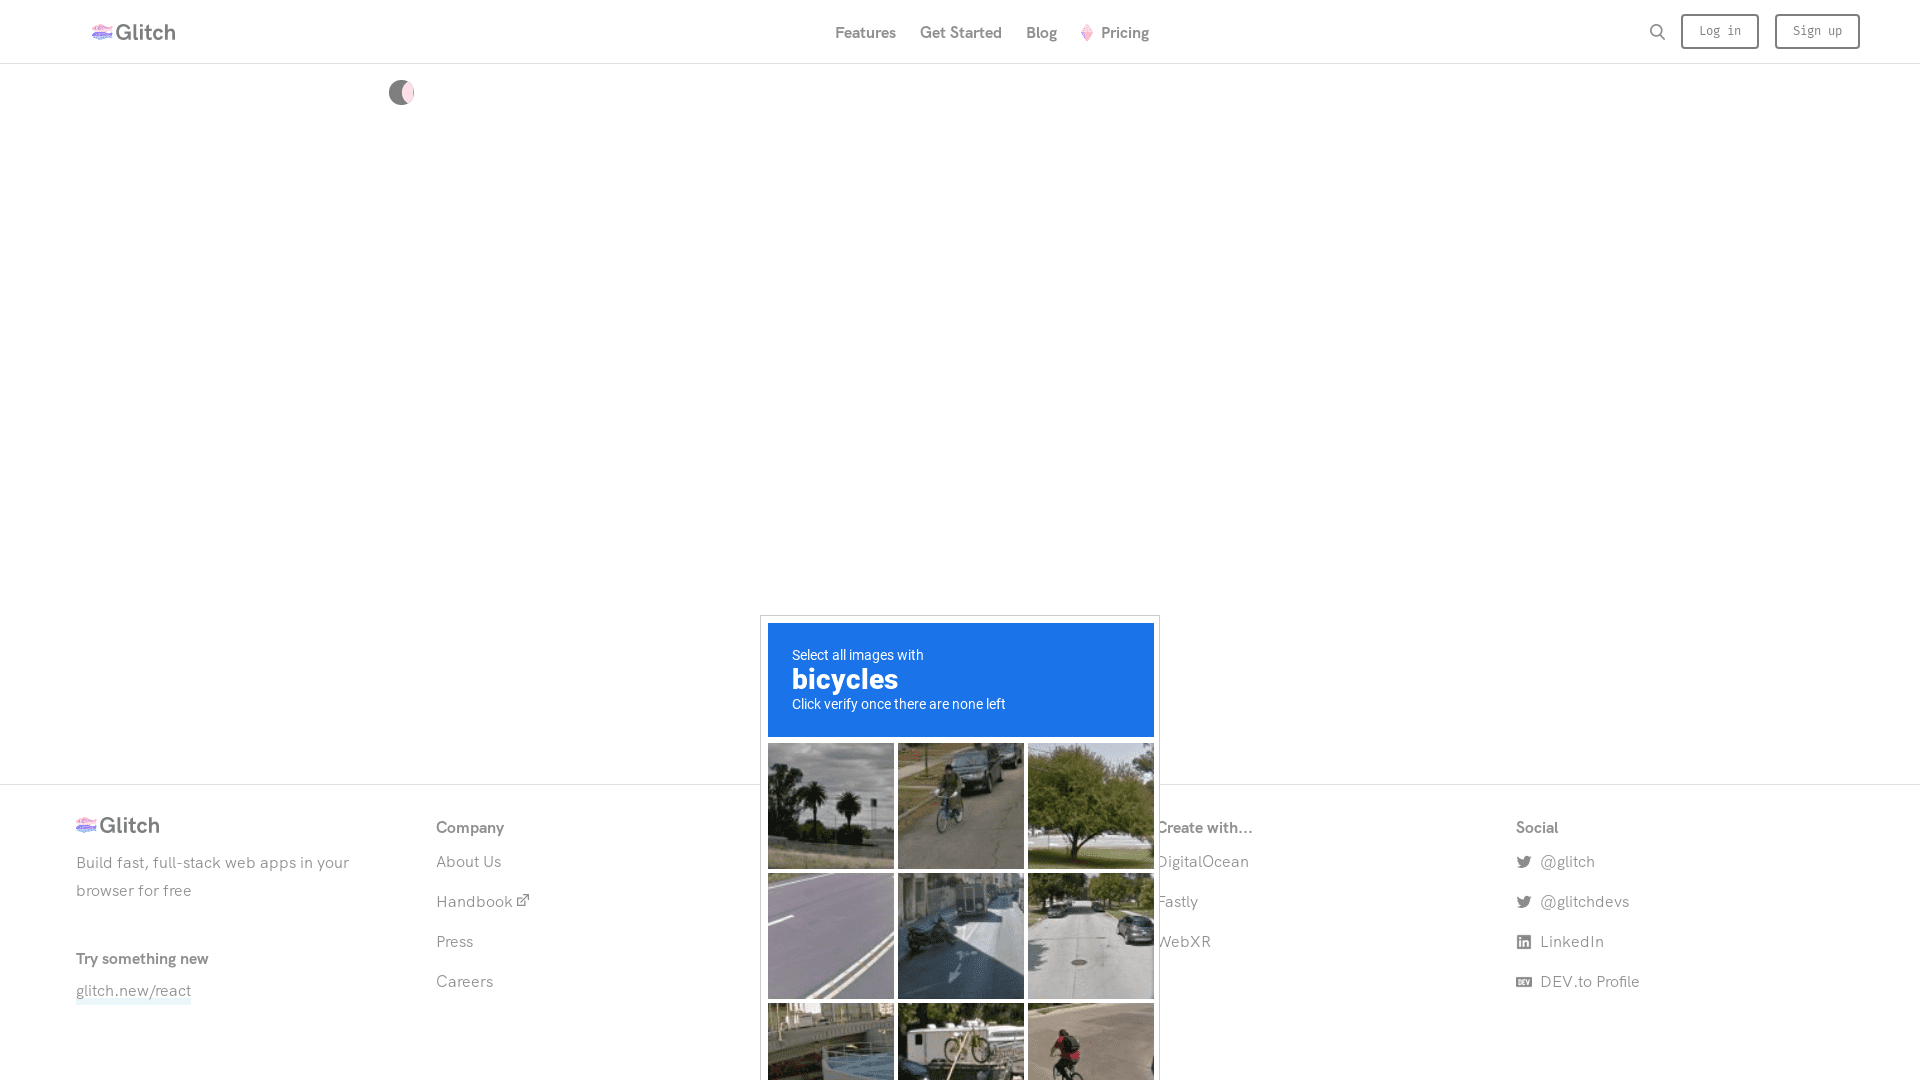 Glitch
Features
Get Started
Blog
Pricing
Log in
Sign up
Select all images with
bicycles
Click verify once there are none left
Glitch
Build fast, full-stack web apps in your
browser for free
Try something new
glitch.new/react
Company
About Us
Handbook
Press
Careers
Create with...
DigitalOcean
Fastly
WebXR
Social
@glitch
@glitchdevs
LinkedIn
DEV
DEV.to Profile